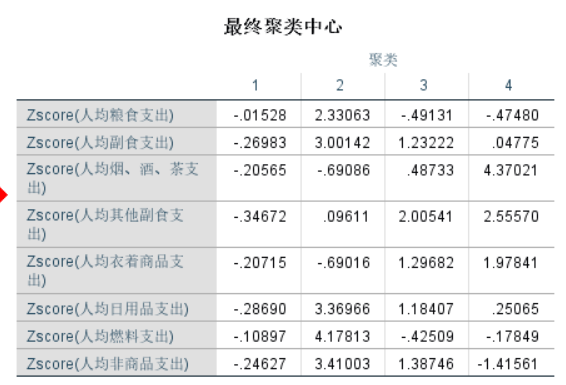 最终聚类中心
聚类
1 2 3 4
Zscore(人均粮食支出) -.01528 2.33063 -.49131 -.47480
Zscore(人均副食支出) -.26983 3.00142 1.23222 .04775
Zscore(人均烟、酒、茶支
出) -.20565 -.69086 .48733 4.37021
Zscore(人均其他副食支
出) -.34672 .09611 2.00541 2.55570
Zscore(人均衣着商品支
出) -.20715 -.69016 1.29682 1.97841
Zscore(人均日用品支出) -.28690 3.36966 1.18407 .25065
Zscore(人均燃料支出) -.10897 4.17813 -.42509 -.17849
Zscore(人均非商品支出) -.24627 3.41003 1.38746 -1.41561